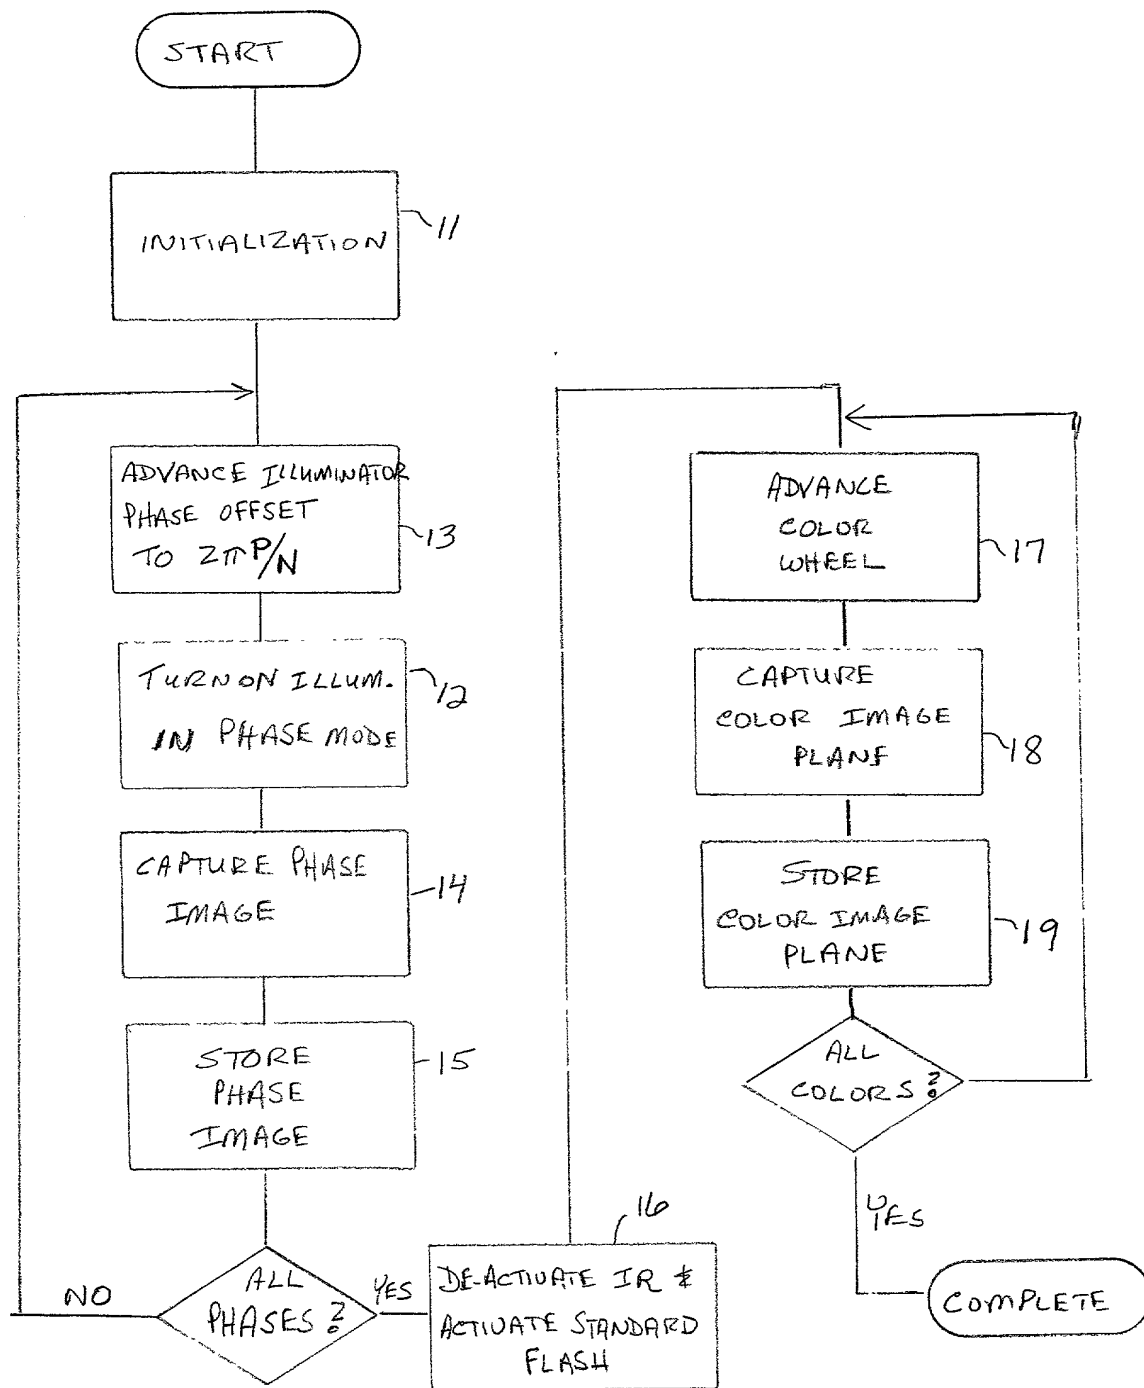 START
INITIALIZATION
11
ADVANCE ILLUMINATOR
PHASE OFFSET
TO 2π P/N
13
TURN ON ILLUM.
IN PHASE MODE
12
CAPTURE PHASE
IMAGE
14
STORE
PHASE
IMAGE
15
ALL
PHASES?
NO
YES
16
DE-ACTIVATE IR &
ACTIVATE STANDARD
FLASH
ADVANCE
COLOR
WHEEL
17
CAPTURE
COLOR IMAGE
PLANE
18
STORE
COLOR IMAGE
PLANE
19
ALL
COLORS?
YES
COMPLETE